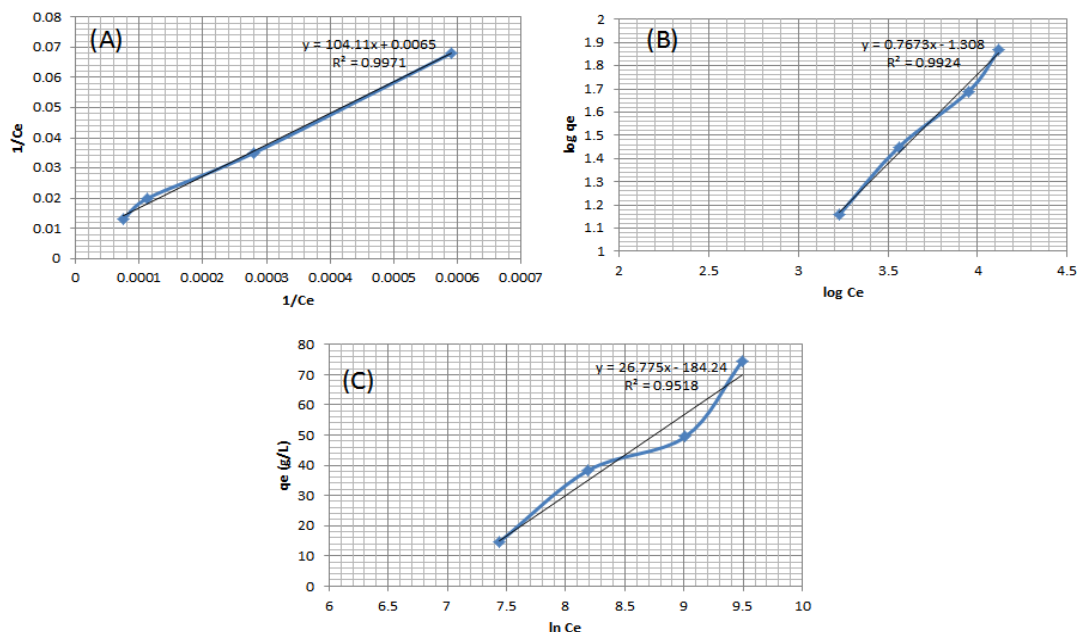 (A)
y = 104.11x + 0.0065
R² = 0.9971
1/Ce
0.08
0.07
0.06
0.05
0.04
0.03
0.02
0.01
0
0 0.0001 0.0002 0.0003 0.0004 0.0005 0.0006 0.0007
1/Ce
(B)
y = 0.7673x - 1.308
R² = 0.9924
log qe
2
1.9
1.8
1.7
1.6
1.5
1.4
1.3
1.2
1.1
1
2 2.5 3 3.5 4 4.5
log Ce
(C)
y = 26.775x - 184.24
R² = 0.9518
qe (g/L)
80
70
60
50
40
30
20
10
0
6 6.5 7 7.5 8 8.5 9 9.5 10
ln Ce